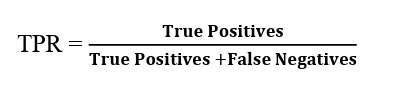 True Positives
TPR =
True Positives +False Negatives